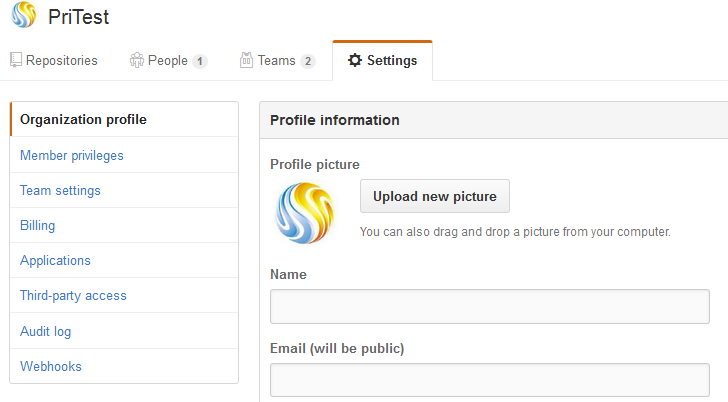 PriTest
Repositories People 1 Teams 2 Settings
Organization profile
Member privileges
Team settings
Billing
Applications
Third-party access
Audit log
Webhooks
Profile information
Profile picture
Upload new picture
You can also drag and drop a picture from your computer.
Name
Email (will be public)